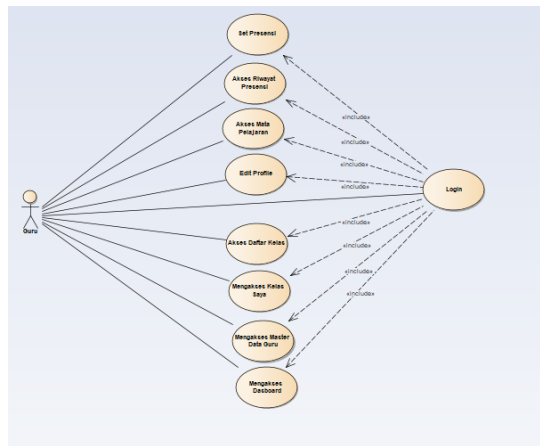 Set Presensi
Akses Riwayat
Presensi
«include»
Akses Mata
Pelajaran
«include»
Edit Profile
«include»
Login
Guru
«include»
Akses Daftar Kelas
«include»
«include»
Mengakses Kelas
Saya
«include»
Mengakses Master
Data Guru
Mengakses
Dasboard